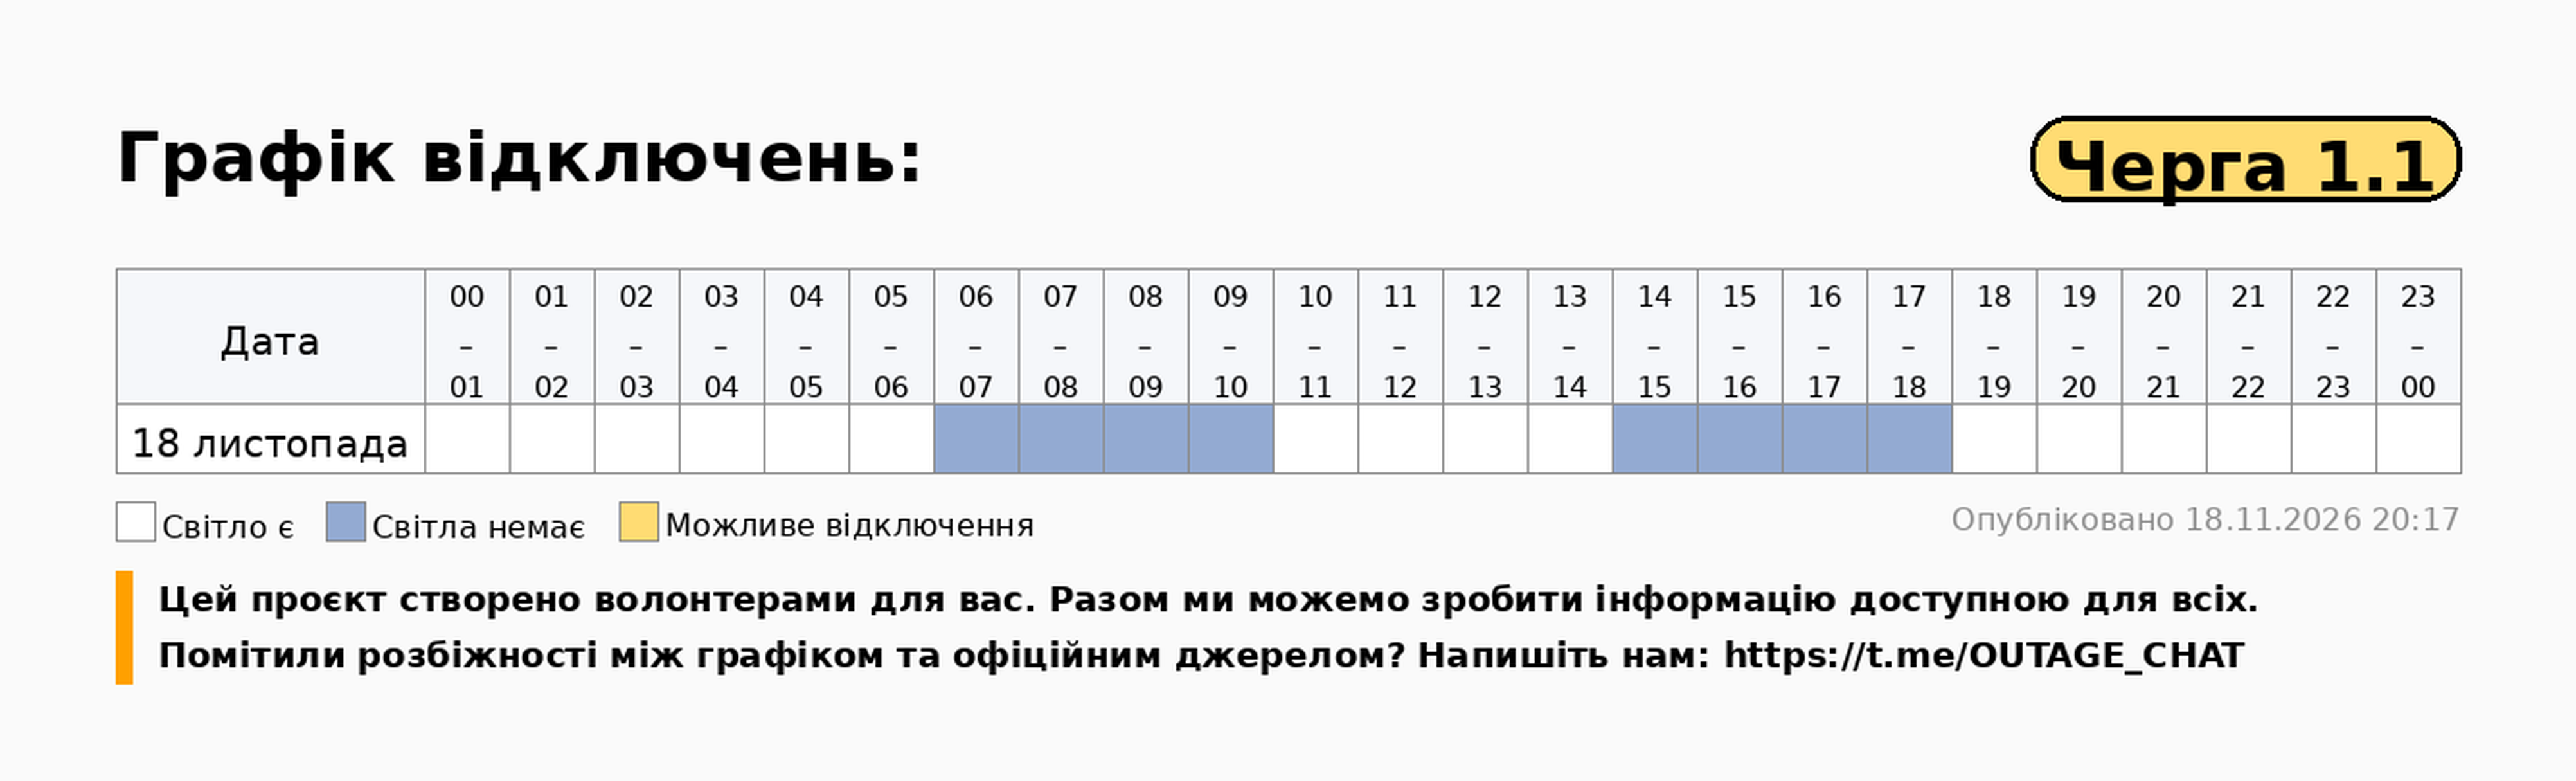 Графік відключень:
Черга 1.1
Дата
00 – 01
01 – 02
02 – 03
03 – 04
04 – 05
05 – 06
06 – 07
07 – 08
08 – 09
09 – 10
10 – 11
11 – 12
12 – 13
13 – 14
14 – 15
15 – 16
16 – 17
17 – 18
18 – 19
19 – 20
20 – 21
21 – 22
22 – 23
23 – 00
18 листопада
Світло є
Світла немає
Можливе відключення
Опубліковано 18.11.2026 20:17
Цей проєкт створено волонтерами для вас. Разом ми можемо зробити інформацію доступною для всіх.
Помітили розбіжності між графіком та офіційним джерелом? Напишіть нам: https://t.me/OUTAGE_CHAT